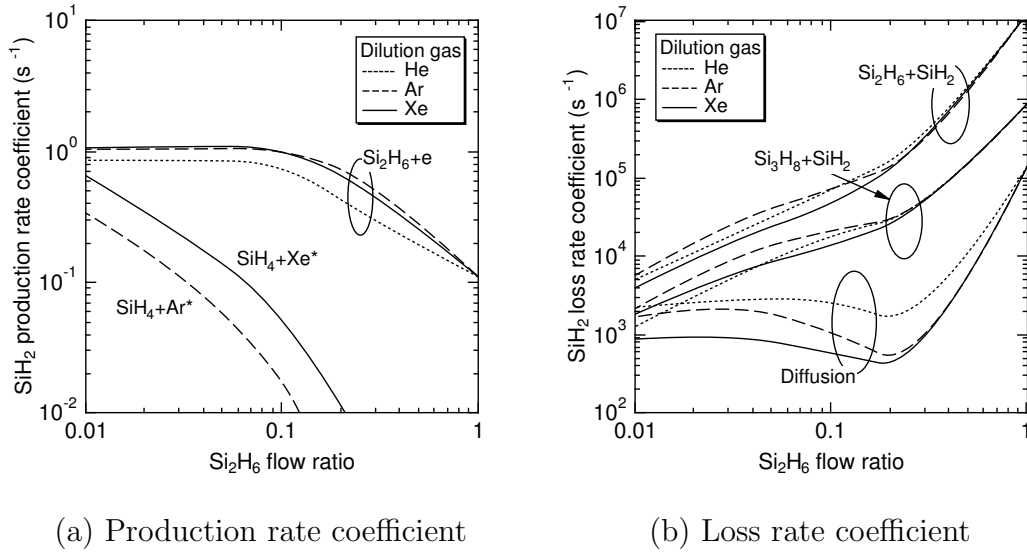 SiH2 production rate coefficient (s-1)
10^1
10^0
10^-1
10^-2
Dilution gas
He
Ar
Xe
Si2H6+e
SiH4+Xe*
SiH4+Ar*
0.01
0.1
1
Si2H6 flow ratio
(a) Production rate coefficient
SiH2 loss rate coefficient (s-1)
10^7
10^6
10^5
10^4
10^3
10^2
Dilution gas
He
Ar
Xe
Si2H6+SiH2
Si3H8+SiH2
Diffusion
0.01
0.1
1
Si2H6 flow ratio
(b) Loss rate coefficient